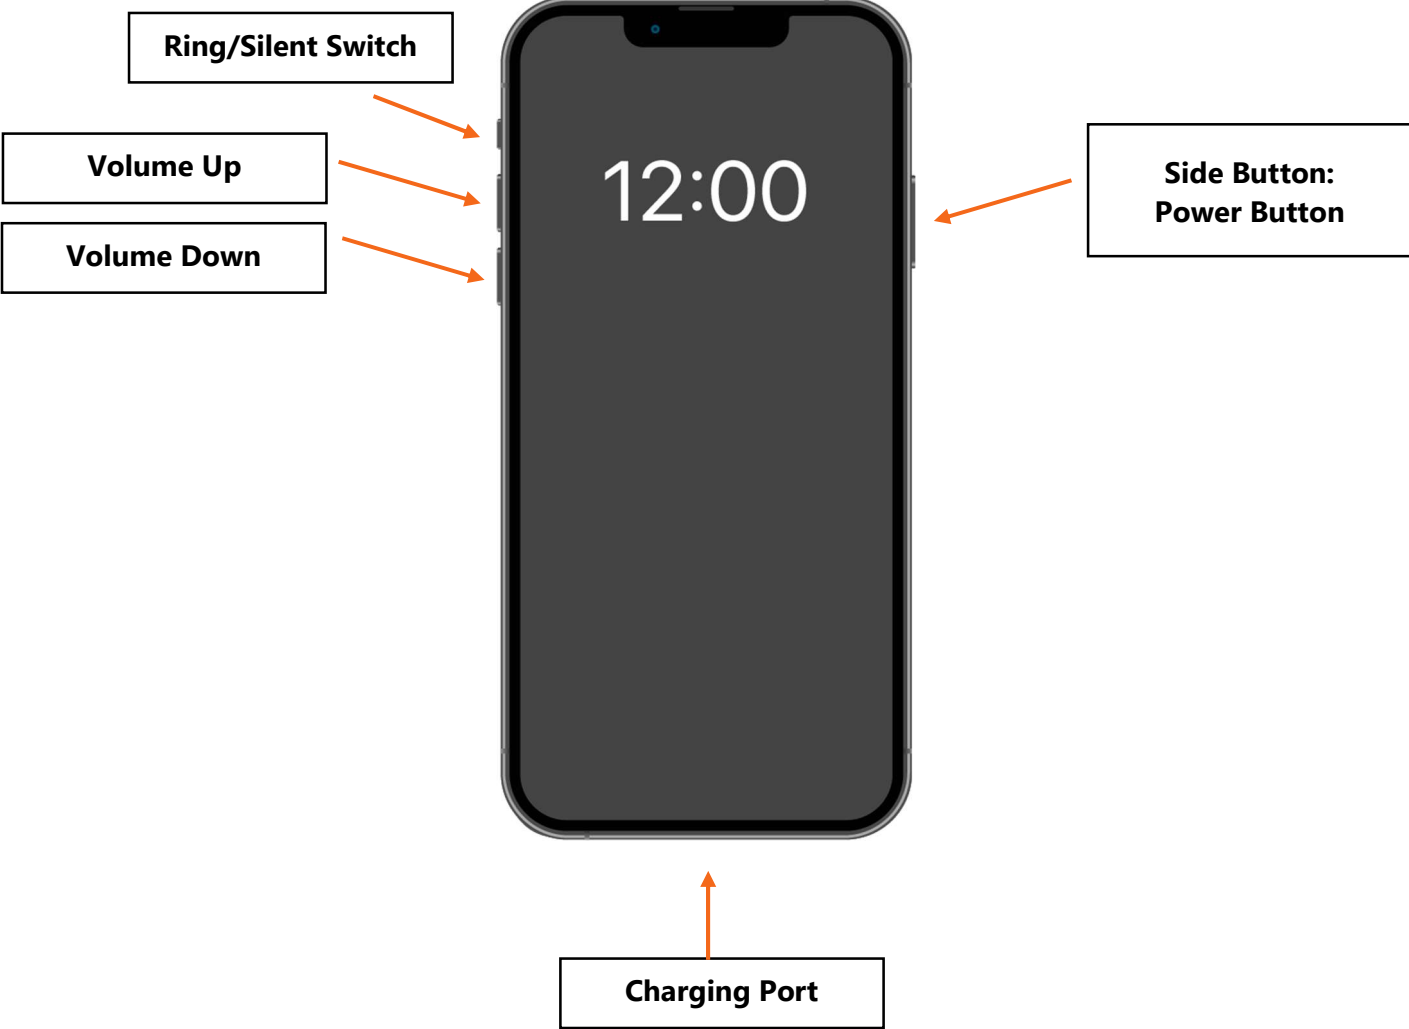 Ring/Silent Switch
Volume Up
Volume Down
12:00
Side Button:
Power Button
Charging Port